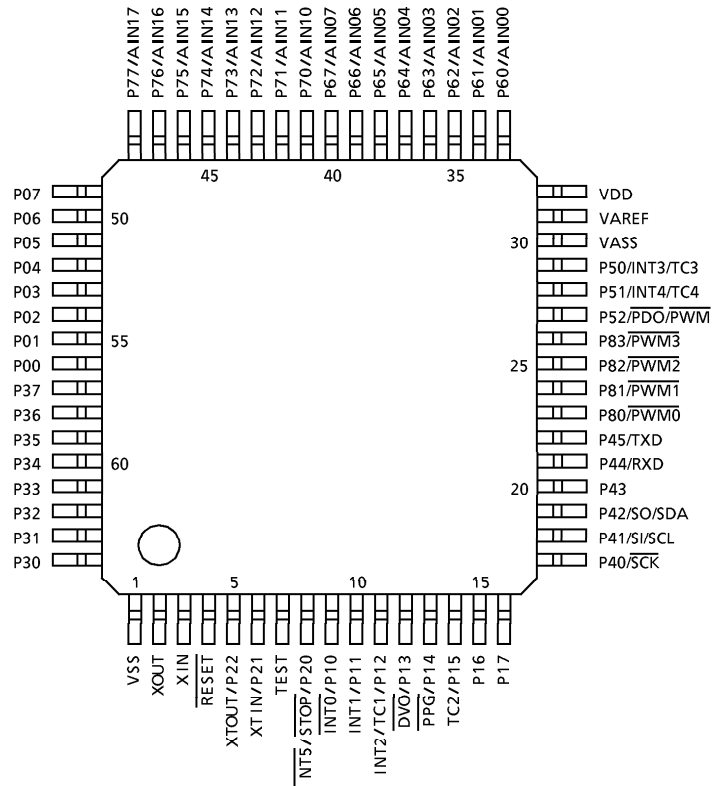 P77/AIN17
P76/AIN16
P75/AIN15
P74/AIN14
P73/AIN13
P72/AIN12
P71/AIN11
P70/AIN10
P67/AIN07
P66/AIN06
P65/AIN05
P64/AIN04
P63/AIN03
P62/AIN02
P61/AIN01
P60/AIN00
45
40
35
P07
P06
P05
P04
P03
P02
P01
P00
P37
P36
P35
P34
P33
P32
P31
P30
50
55
60
30
25
20
VDD
VAREF
VASS
P50/INT3/TC3
P51/INT4/TC4
P52/PDO/PWM
P83/PWM3
P82/PWM2
P81/PWM1
P80/PWM0
P45/TXD
P44/RXD
P43
P42/SO/SDA
P41/SI/SCL
P40/SCK
1
5
10
15
VSS
XOUT
XIN
RESET
XTOUT/P22
XTIN/P21
TEST
NT5/STOP/P20
INT0/P10
INT1/P11
INT2/TC1/P12
DVO/P13
PPG/P14
TC2/P15
P16
P17